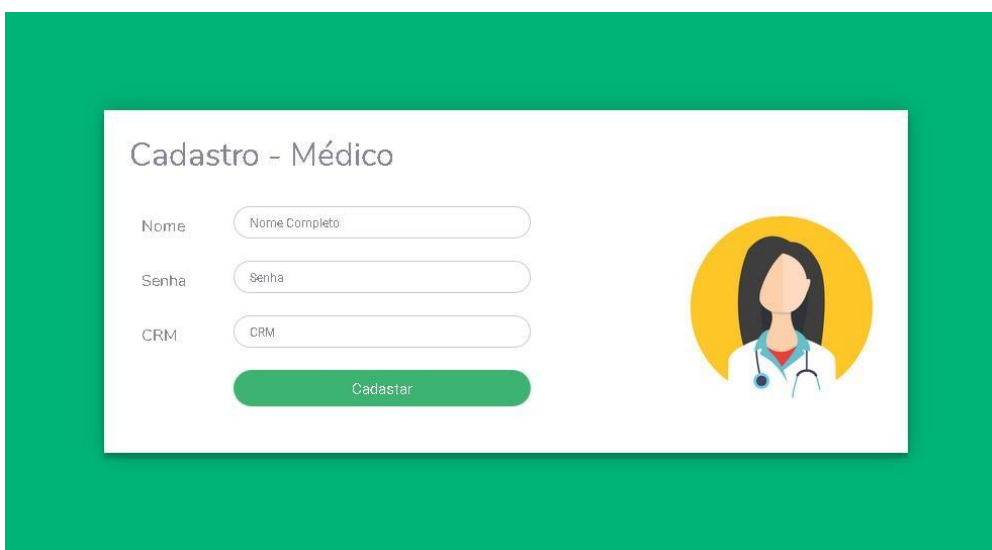 Cadastro - Médico
Nome
Nome Completo
Senha
Senha
CRM
CRM
Cadastar